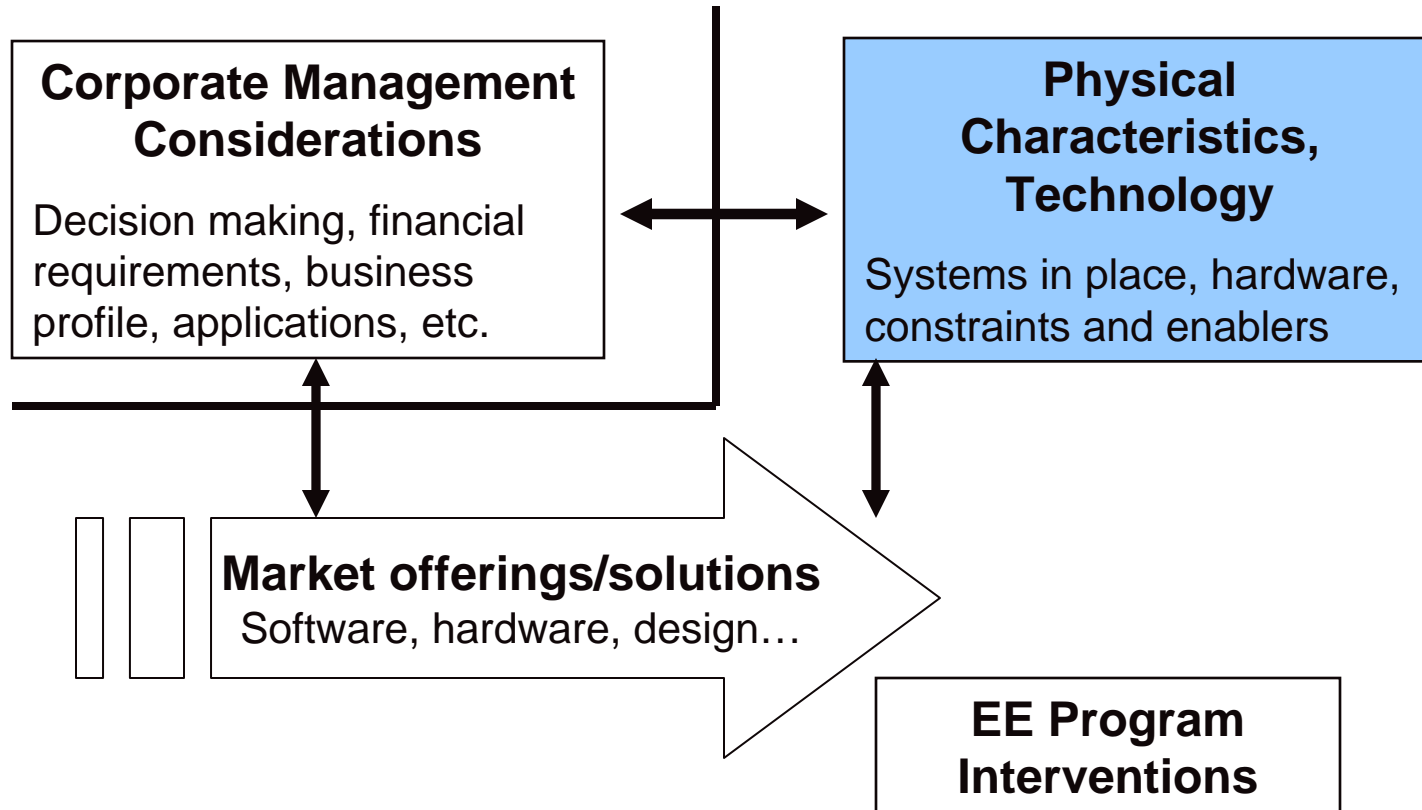 Corporate Management
Considerations
Decision making, financial
requirements, business
profile, applications, etc.
Physical
Characteristics,
Technology
Systems in place, hardware,
constraints and enablers
Market offerings/solutions
Software, hardware, design…
EE Program
Interventions